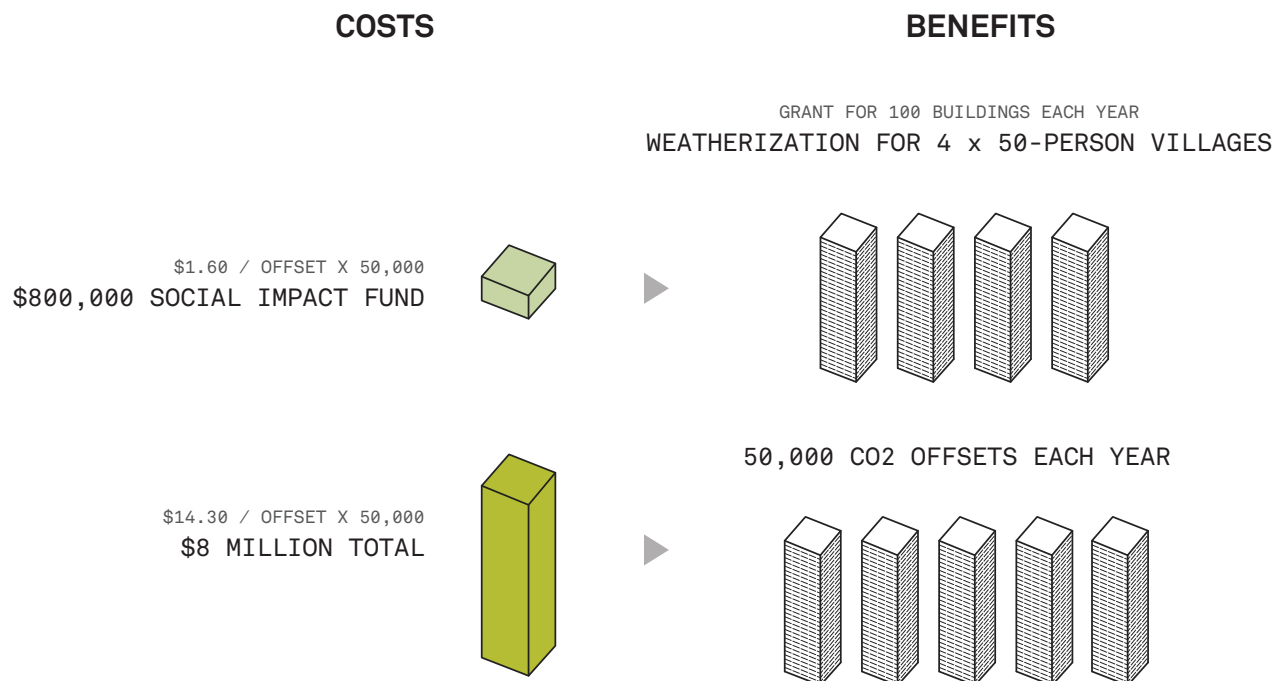 COSTS
BENEFITS
GRANT FOR 100 BUILDINGS EACH YEAR
WEATHERIZATION FOR 4 x 50-PERSON VILLAGES
$1.60 / OFFSET X 50,000
$800,000 SOCIAL IMPACT FUND
50,000 CO2 OFFSETS EACH YEAR
$14.30 / OFFSET X 50,000
$8 MILLION TOTAL